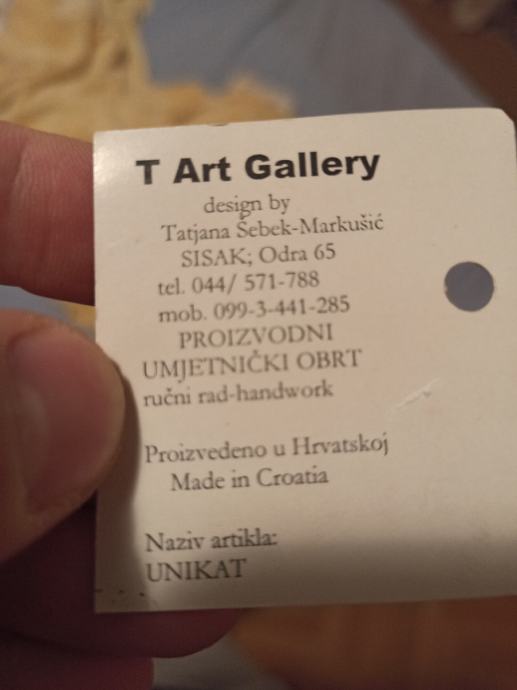 T Art Gallery
design by
Tatjana Šebek-Markušić
SISAK; Odra 65
tel. 044/ 571-788
mob. 099-3-441-285
PROIZVODNI
UMJETNIČKI OBRT
ručni rad-handwork
Proizvedeno u Hrvatskoj
Made in Croatia
Naziv artikla:
UNIKAT